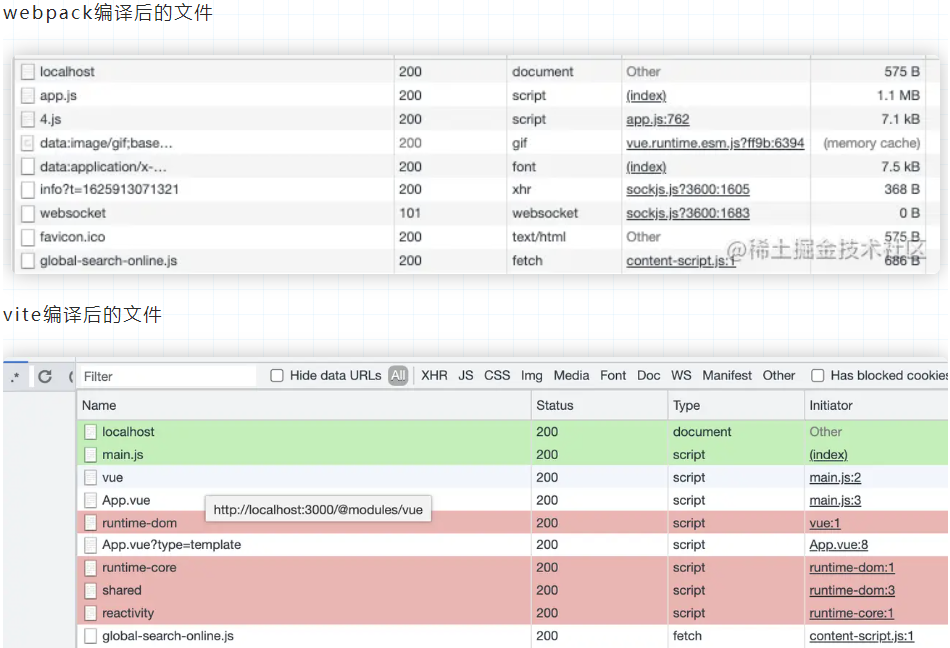 webpack编译后的文件
localhost 200 document Other 575 B
app.js 200 script (index) 1.1 MB
4.js 200 script app.js:762 7.1 kB
data:image/gif;base... 200 gif vue.runtime.esm.js?ff9b:6394 (memory cache)
data:application/x-... 200 font (index) 7.5 kB
info?t=1625913071321 200 xhr sockjs.js?3600:1605 368 B
websocket 101 websocket sockjs.js?3600:1683 0 B
favicon.ico 200 text/html Other 575 B
@稀土掘金技术社区
global-search-online.js 200 fetch content-script.js:1 686 B
vite编译后的文件
.* Filter Hide data URLs All XHR JS CSS Img Media Font Doc WS Manifest Other Has blocked cookies
Name Status Type Initiator
localhost 200 document Other
main.js 200 script (index)
vue 200 script main.js:2
App.vue 200 script main.js:3
http://localhost:3000/@modules/vue
runtime-dom 200 script vue:1
App.vue?type=template 200 script App.vue:8
runtime-core 200 script runtime-dom:1
shared 200 script runtime-dom:3
reactivity 200 script runtime-core:1
global-search-online.js 200 fetch content-script.js:1